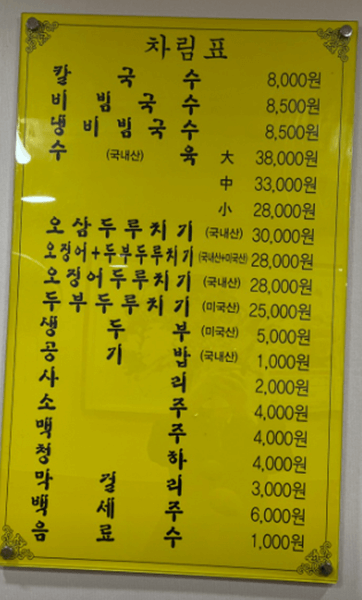 차림표
칼국수 8,000원
비빔국수 8,500원
냉비빔국수 8,500원
수육 (국내산) 大 38,000원
中 33,000원
小 28,000원
오삼두루치기 (국내산) 30,000원
오징어+두부두루치기 (국내산+미국산) 28,000원
오징어두루치기 (국내산) 28,000원
두부두루치기 (미국산) 25,000원
생두부 (미국산) 5,000원
공기밥 (국내산) 1,000원
사리 2,000원
소주 4,000원
맥주 4,000원
청하 4,000원
막걸리 3,000원
백세주 6,000원
음료수 1,000원